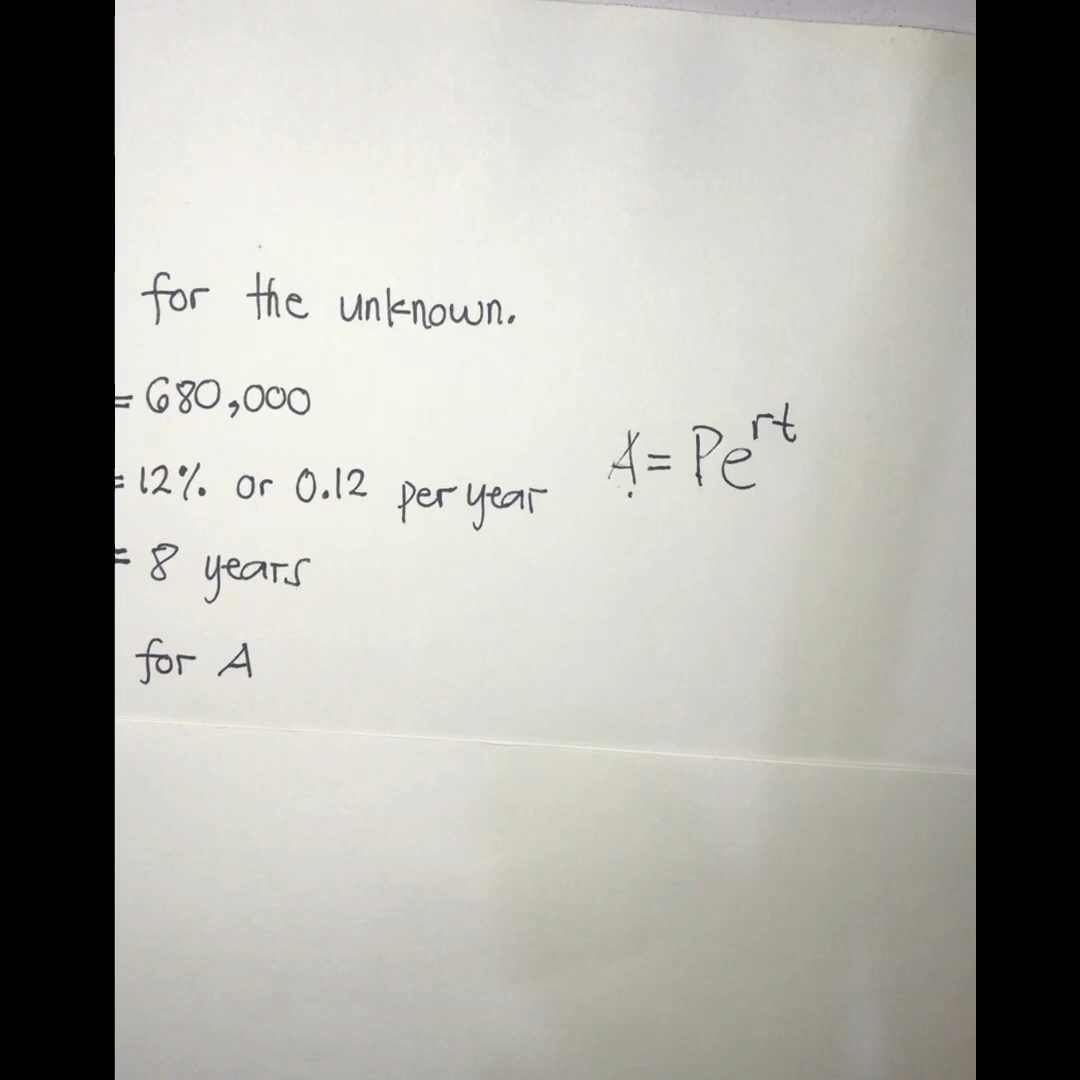 for the unknown.
= 680,000
= 12% or 0.12 per year
= 8 years
for A
A = Pe^rt